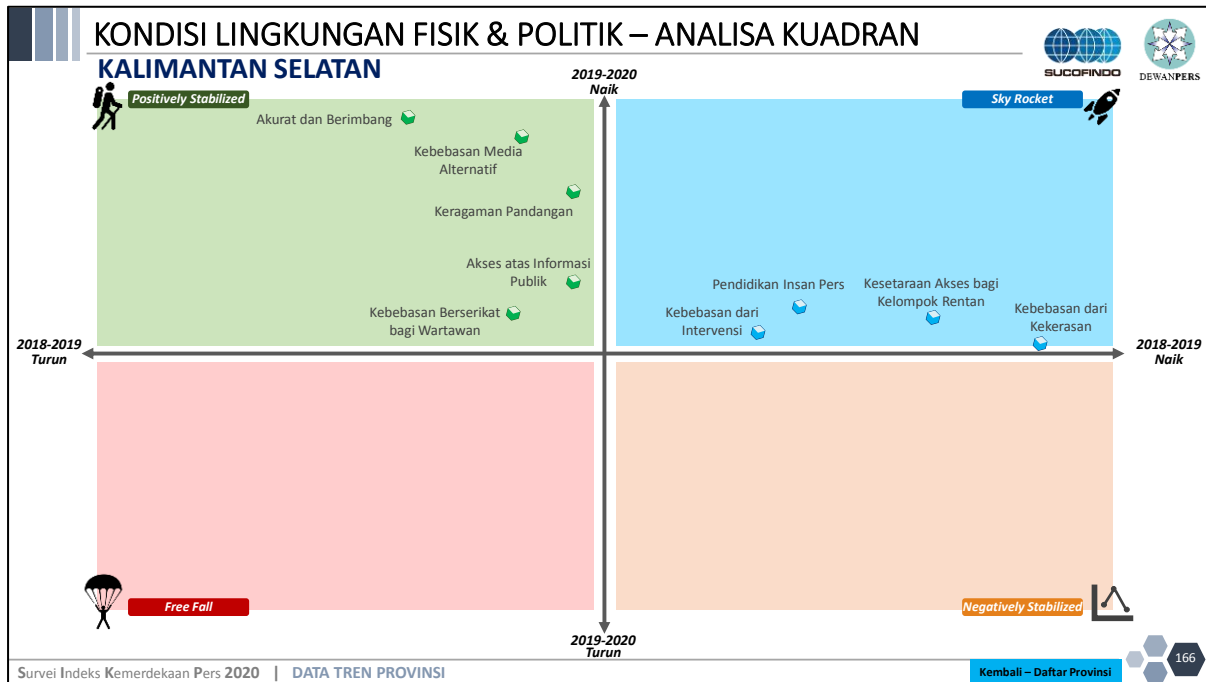 KONDISI LINGKUNGAN FISIK & POLITIK – ANALISA KUADRAN
KALIMANTAN SELATAN
SUCOFINDO
DEWANPERS
2019-2020
Naik
Positively Stabilized
Sky Rocket
Akurat dan Berimbang
Kebebasan Media
Alternatif
Keragaman Pandangan
Akses atas Informasi
Publik
Kebebasan Berserikat
bagi Wartawan
Pendidikan Insan Pers
Kebebasan dari
Intervensi
Kesetaraan Akses bagi
Kelompok Rentan
Kebebasan dari
Kekerasan
2018-2019
Turun
2018-2019
Naik
Free Fall
Negatively Stabilized
2019-2020
Turun
Survei Indeks Kemerdekaan Pers 2020 | DATA TREN PROVINSI
Kembali – Daftar Provinsi
166